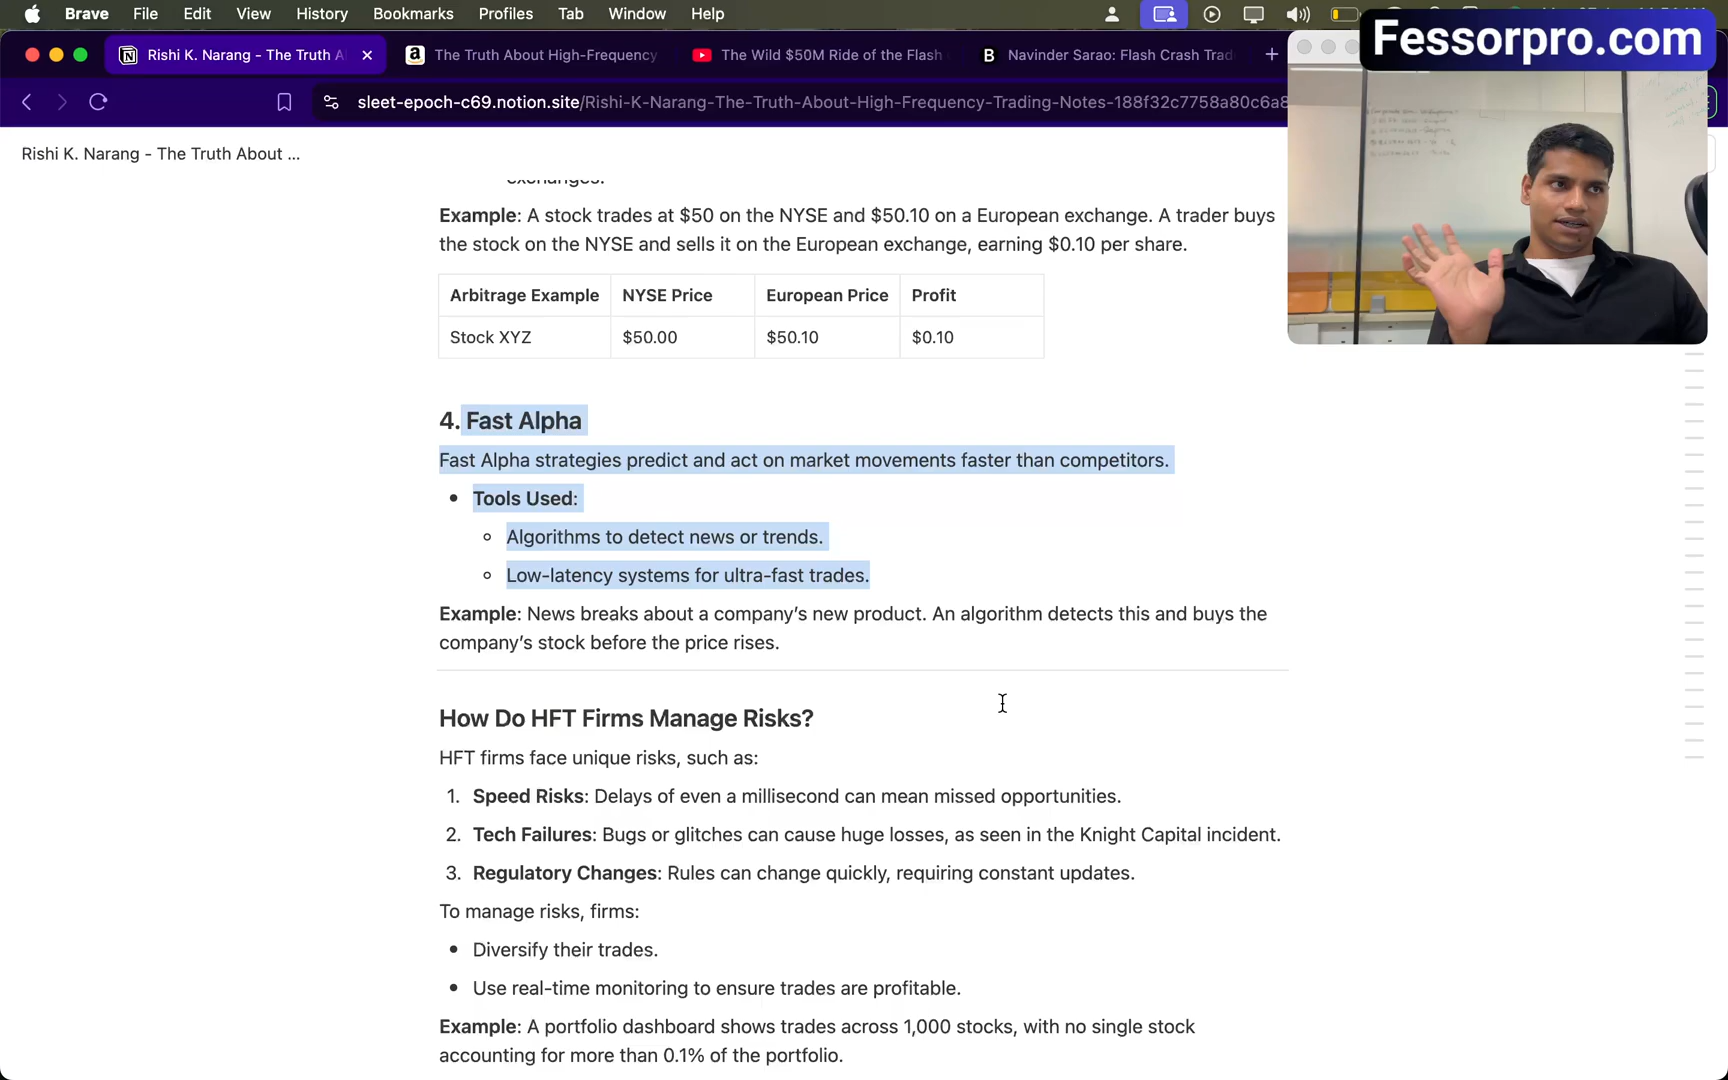 Brave File Edit View History Bookmarks Profiles Tab Window Help
Fessorpro.com
Rishi K. Narang - The Truth A
The Truth About High-Frequency
The Wild $50M Ride of the Flash
Navinder Sarao: Flash Crash Trad
sleet-epoch-c69.notion.site/Rishi-K-Narang-The-Truth-About-High-Frequency-Trading-Notes-188f32c7758a80c6a8
Rishi K. Narang - The Truth About ...
exchanges.
Example: A stock trades at $50 on the NYSE and $50.10 on a European exchange. A trader buys
the stock on the NYSE and sells it on the European exchange, earning $0.10 per share.
Arbitrage Example NYSE Price European Price Profit
Stock XYZ $50.00 $50.10 $0.10
4. Fast Alpha
Fast Alpha strategies predict and act on market movements faster than competitors.
• Tools Used:
◦ Algorithms to detect news or trends.
◦ Low-latency systems for ultra-fast trades.
Example: News breaks about a company’s new product. An algorithm detects this and buys the
company’s stock before the price rises.
How Do HFT Firms Manage Risks?
HFT firms face unique risks, such as:
1. Speed Risks: Delays of even a millisecond can mean missed opportunities.
2. Tech Failures: Bugs or glitches can cause huge losses, as seen in the Knight Capital incident.
3. Regulatory Changes: Rules can change quickly, requiring constant updates.
To manage risks, firms:
• Diversify their trades.
• Use real-time monitoring to ensure trades are profitable.
Example: A portfolio dashboard shows trades across 1,000 stocks, with no single stock
accounting for more than 0.1% of the portfolio.